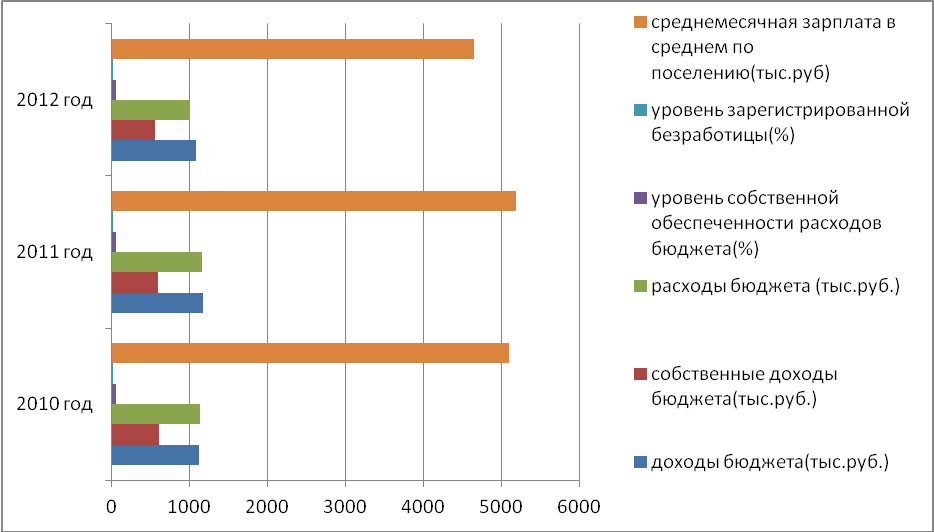 2012 год
2011 год
2010 год
0 1000 2000 3000 4000 5000 6000
среднемесячная зарплата в
среднем по
поселению(тыс.руб)
уровень зарегистрированной
безработицы(%)
уровень собственной
обеспеченности расходов
бюджета(%)
расходы бюджета (тыс.руб.)
собственные доходы
бюджета(тыс.руб.)
доходы бюджета(тыс.руб.)